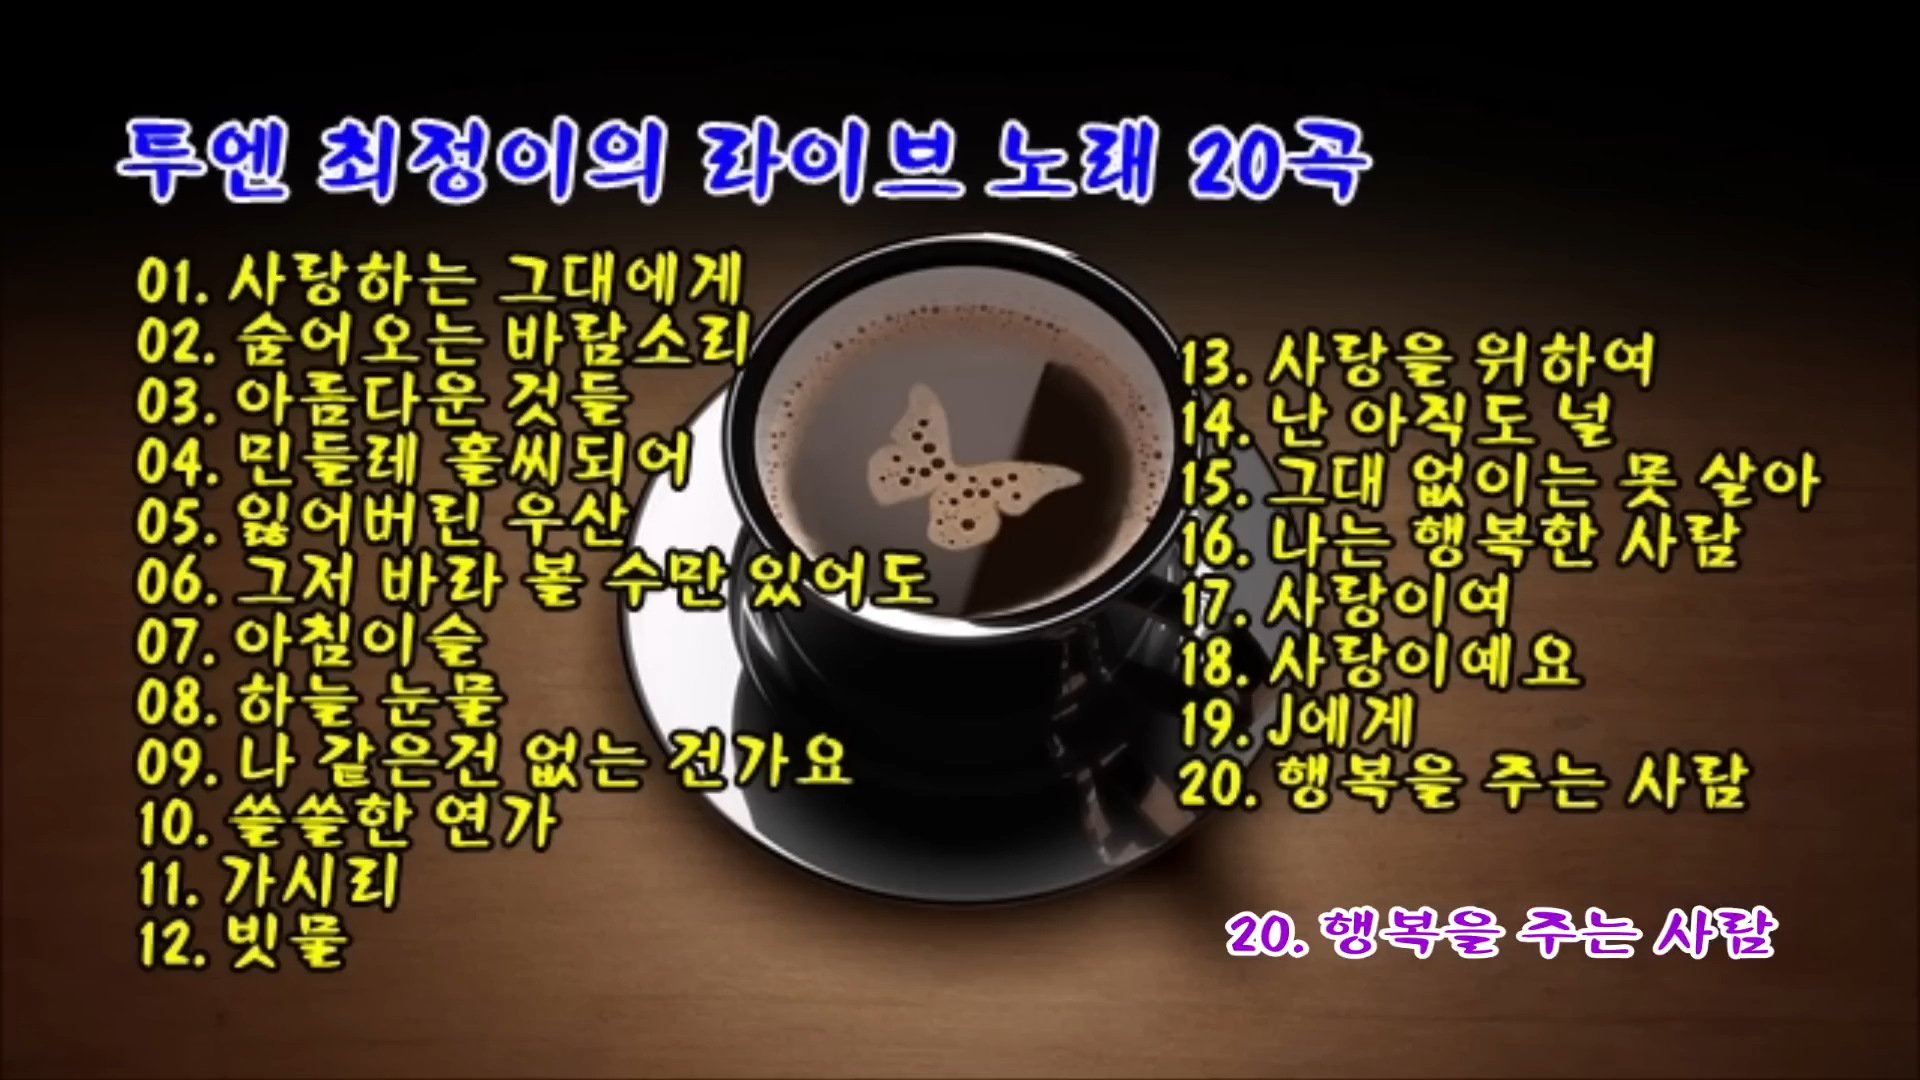 투엔 최정이의 라이브 노래 20곡
01. 사랑하는 그대에게
02. 숨어오는 바람소리
03. 아름다운 것들
04. 민들레 홀씨되어
05. 잃어버린 우산
06. 그저 바라 볼 수만 있어도
07. 아침이슬
08. 하늘 눈물
09. 나 같은건 없는 건가요
10. 쓸쓸한 연가
11. 가시리
12. 빗물
13. 사랑을 위하여
14. 난 아직도 널
15. 그대 없이는 못 살아
16. 나는 행복한 사람
17. 사랑이여
18. 사랑이예요
19. J에게
20. 행복을 주는 사람
20. 행복을 주는 사람